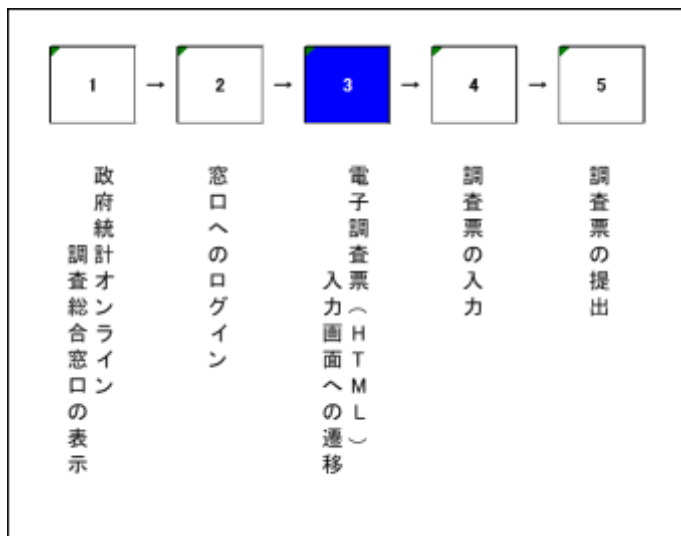 1 → 2 → 3 → 4 → 5
政府統計オンライン
調査総合窓口の表示
窓口へのログイン
電子調査票（HTML）
入力画面への遷移
調査票の入力
調査票の提出